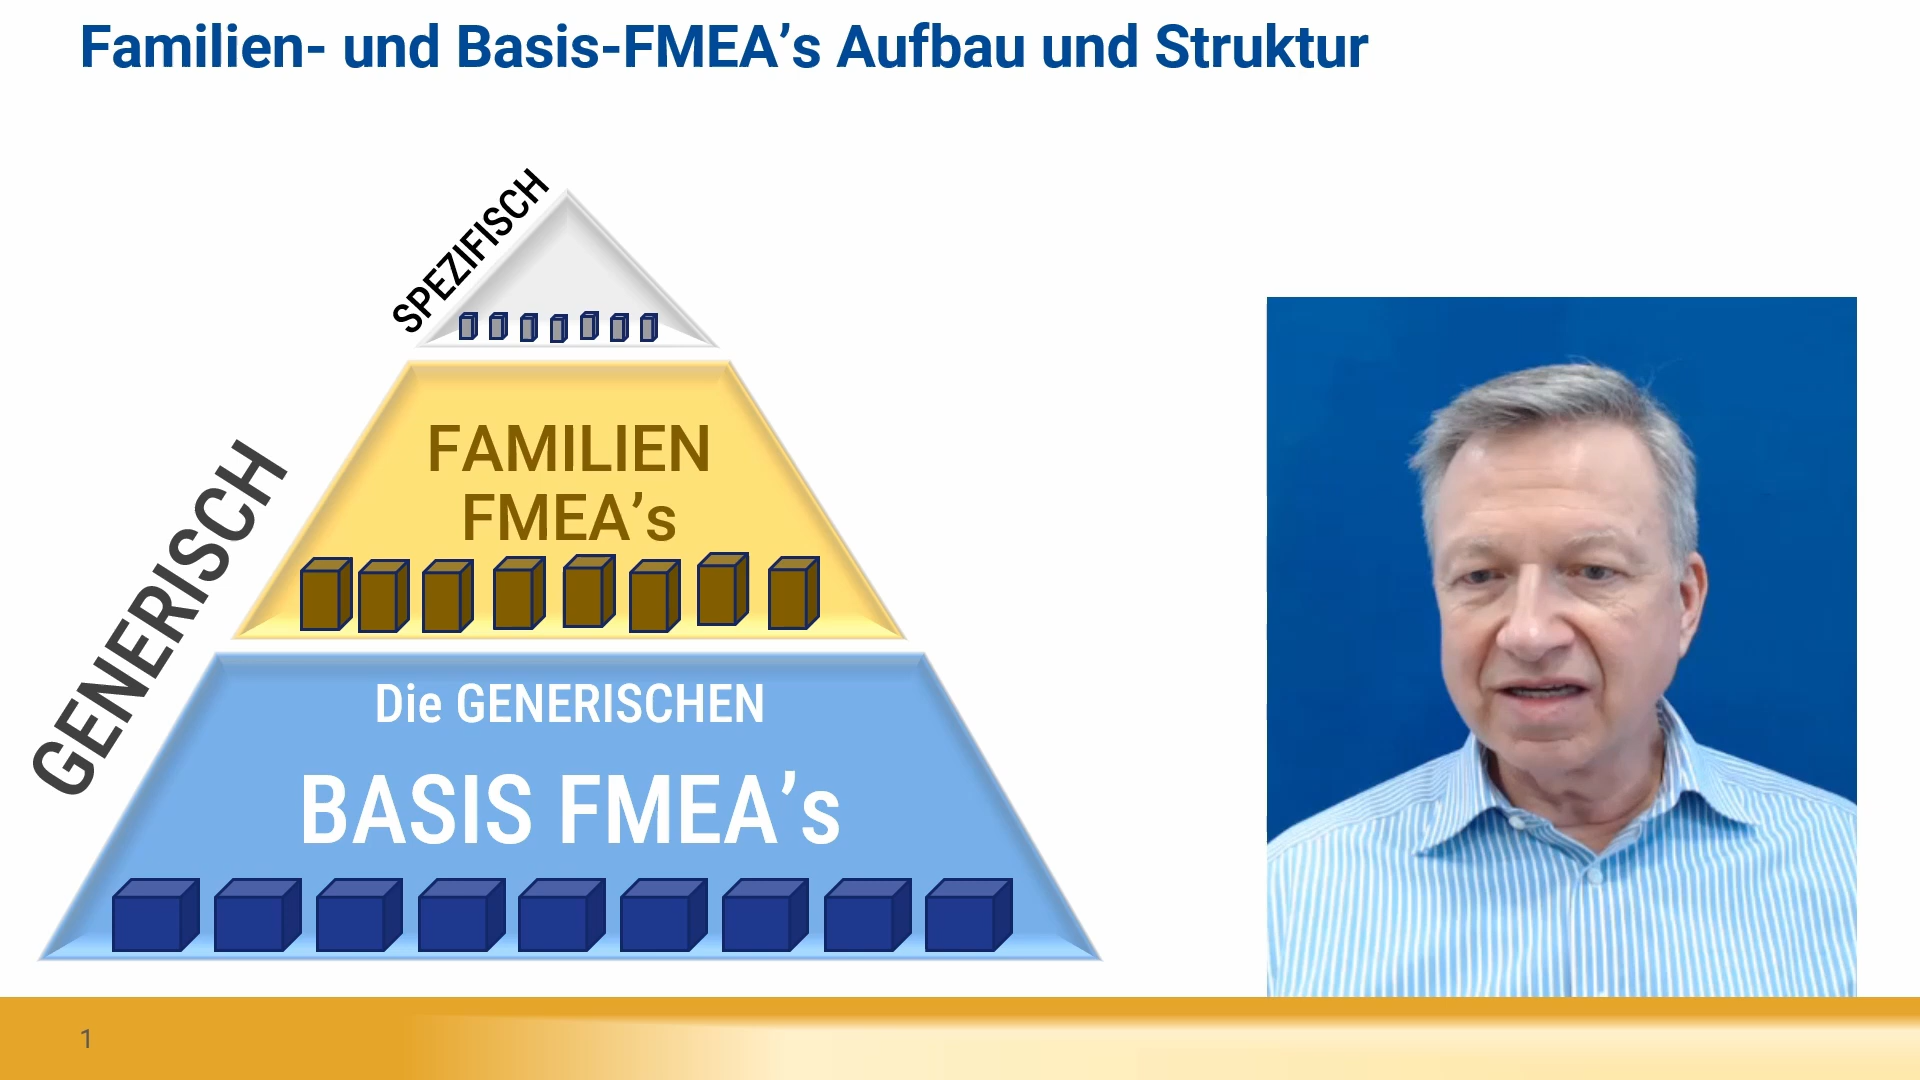 Familien- und Basis-FMEA’s Aufbau und Struktur
SPEZIFISCH
GENERISCH
FAMILIEN
FMEA’s
Die GENERISCHEN
BASIS FMEA’s
1